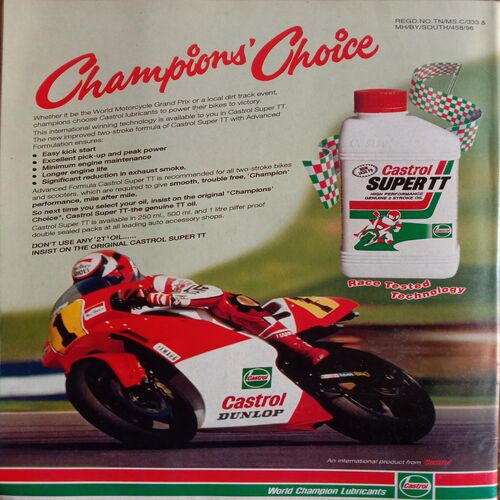 REGD.NO.TN/MS-C/333 &
MH/BY/SOUTH/458/96
Champions' Choice
Whether it be the World Motorcycle Grand Prix or a local dirt track event,
champions choose Castrol lubricants to power their bikes to victory.
This international winning technology is available to you in Castrol Super TT.
The new improved two-stroke formula of Castrol Super TT with Advanced
Formulation ensures:
• Easy kick start
• Excellent pick-up and peak power
• Minimum engine maintenance
• Longer engine life
• Significant reduction in exhaust smoke.
Advanced Formula Castrol Super TT is recommended for all two-stroke bikes
and scooters, which are required to give smooth, trouble free, Champion'
performance, mile after mile.
So next time you select your oil, insist on the original "Champions'
Choice", Castrol Super TT-the genuine TT oil.
Castrol Super TT is available in 250 ml., 500 ml. and 1 litre pilfer proof
double sealed packs at all leading auto accessory shops.
DON'T USE ANY '2T' OIL......
INSIST ON THE ORIGINAL CASTROL SUPER TT
Castrol
SUPER TT
HIGH PERFORMANCE
GENUINE 2 STROKE OIL
Castrol
Race Tested
Technology
1
1
YAMAHA
Castrol
Castrol
DUNLOP
An international product from Castrol
World Champion Lubricants
Castrol